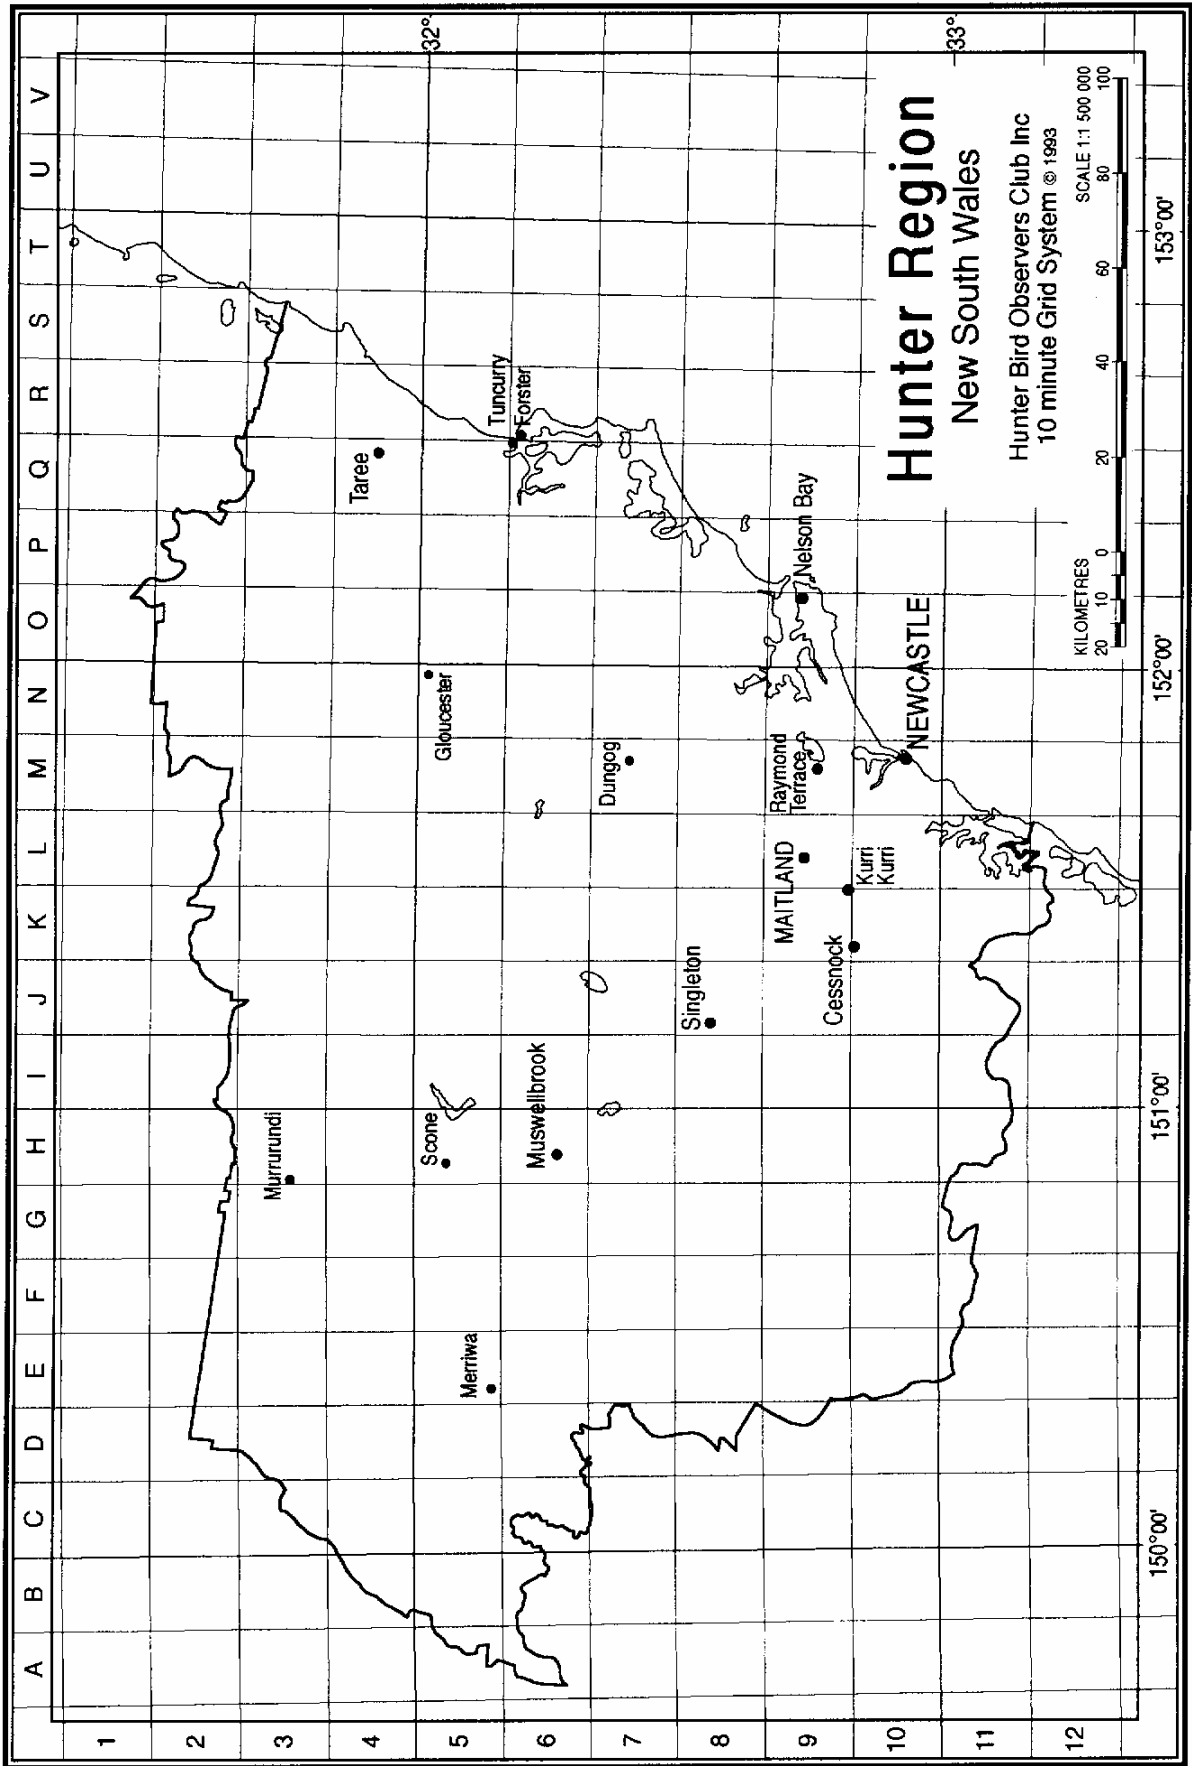 A B C D E F G H I J K L M N O P Q R S T U V
1
2
3
4
5
6
7
8
9
10
11
12
32°
33°
150°00'
151°00'
152°00'
153°00'
Murrurundi
Scone
Merriwa
Muswellbrook
Singleton
Cessnock
MAITLAND
Kurri
Kurri
Gloucester
Dungog
Raymond
Terrace
NEWCASTLE
Nelson Bay
Taree
Tuncurry
Forster
Hunter Region
New South Wales
Hunter Bird Observers Club Inc
10 minute Grid System © 1993
KILOMETRES SCALE 1:1 500 000
20 10 0 20 40 60 80 100